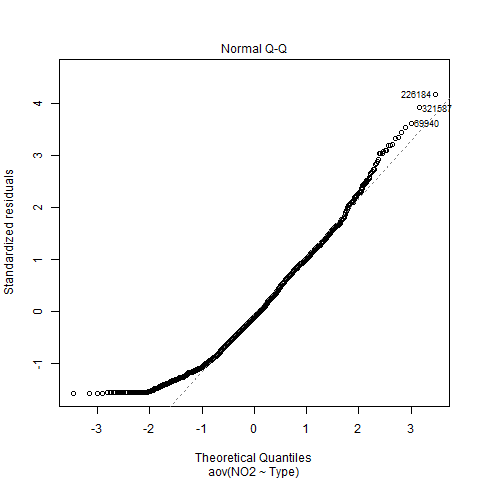 Normal Q-Q
Standardized residuals
4
3
2
1
0
-1
226184
321587
69940
-3 -2 -1 0 1 2 3
Theoretical Quantiles
aov(NO2 ~ Type)